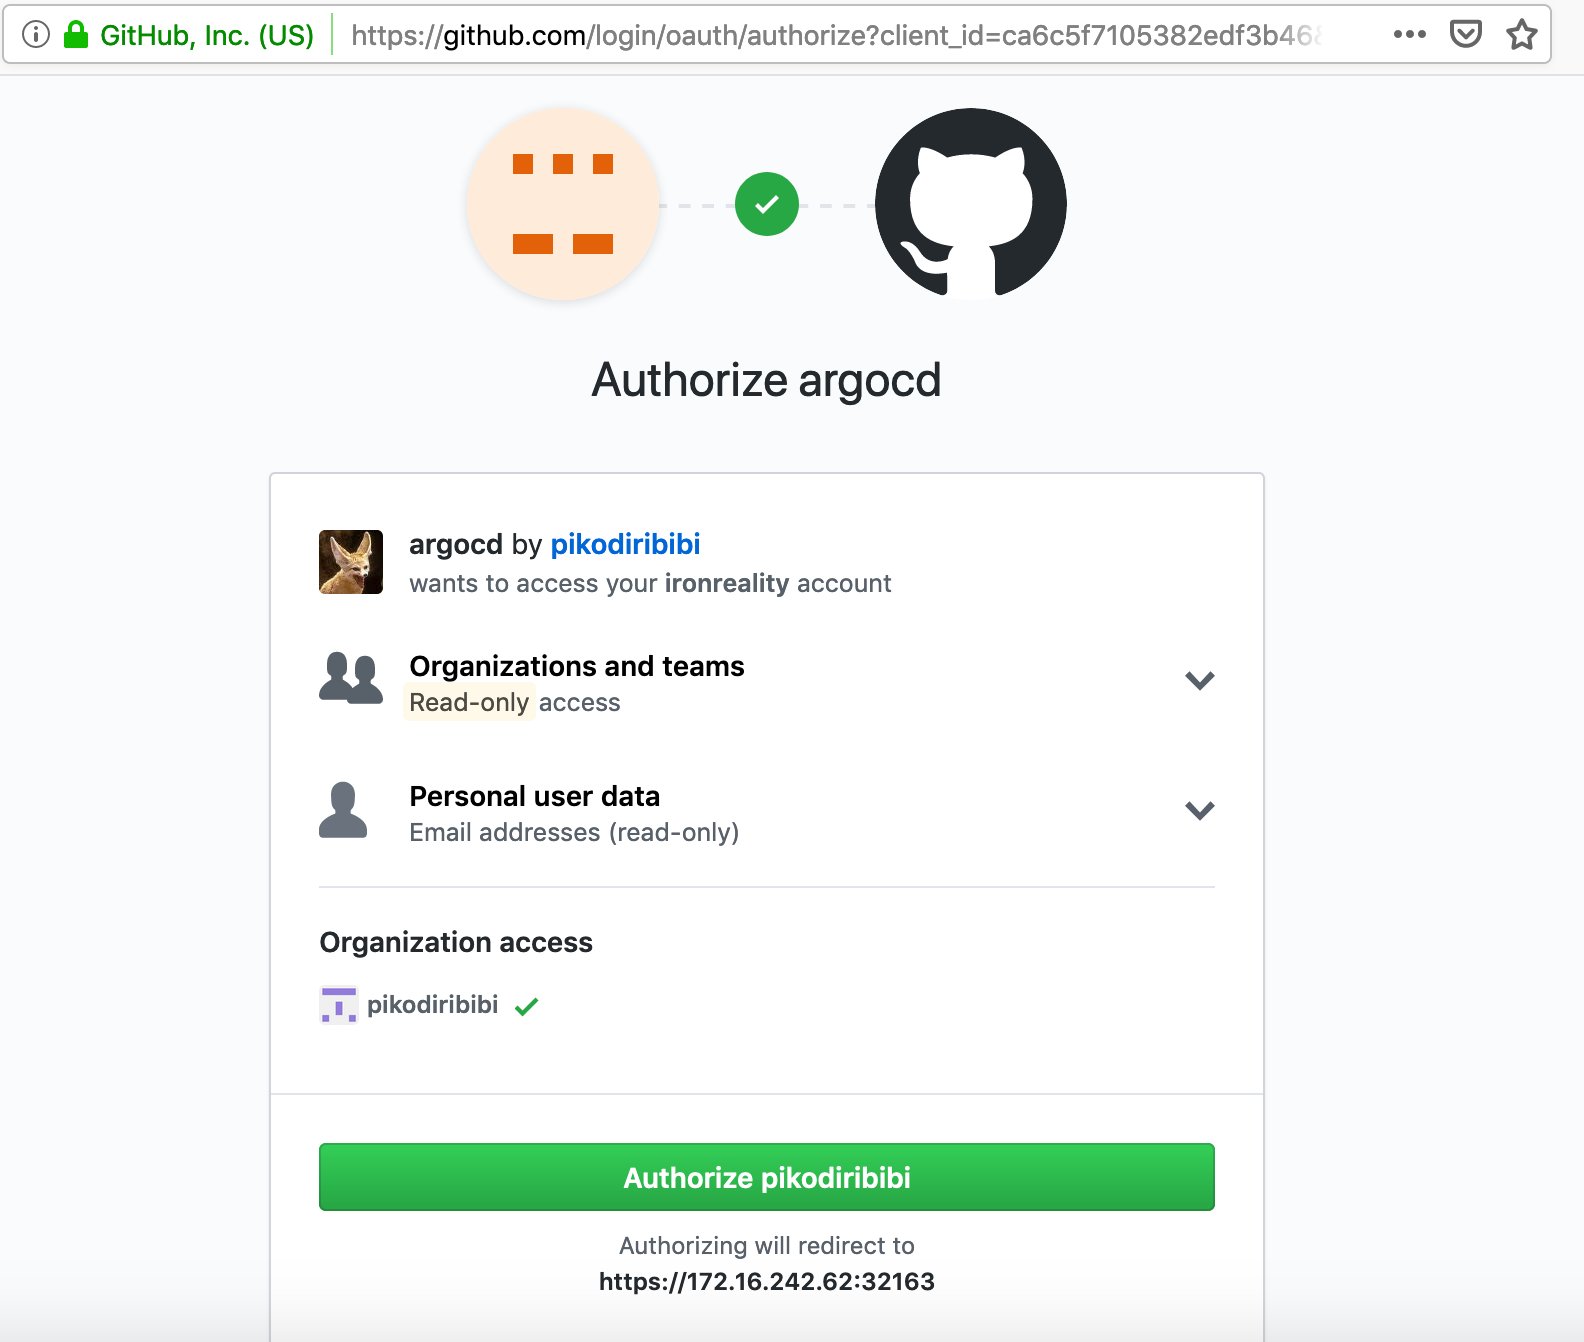 GitHub, Inc. (US) https://github.com/login/oauth/authorize?client_id=ca6c5f7105382edf3b468
Authorize argocd
argocd by pikodiribibi
wants to access your ironreality account
Organizations and teams
Read-only access
Personal user data
Email addresses (read-only)
Organization access
pikodiribibi
Authorize pikodiribibi
Authorizing will redirect to
https://172.16.242.62:32163